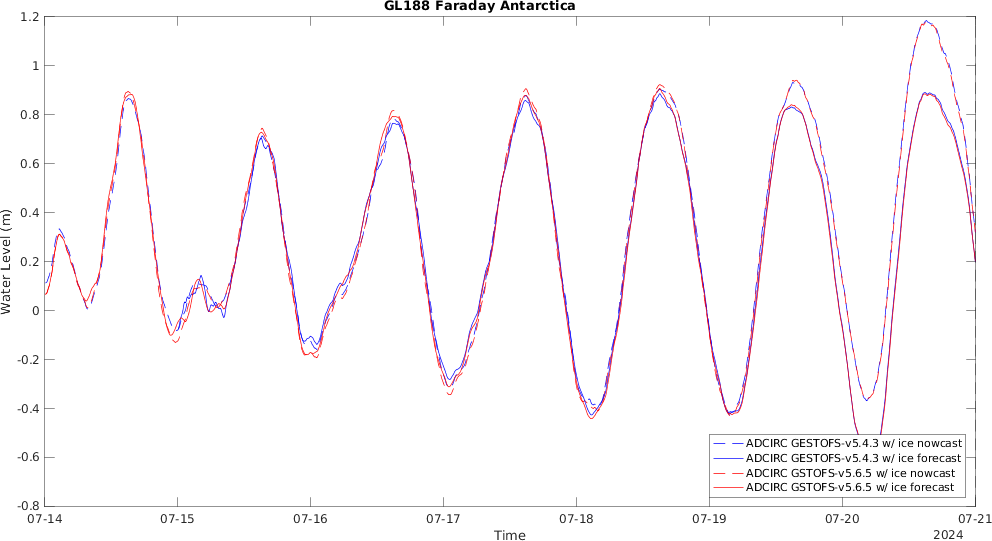 GL188 Faraday Antarctica
1.2
1
0.8
0.6
0.4
0.2
0
-0.2
-0.4
-0.6
-0.8
Water Level (m)
ADCIRC GESTOFS-v5.4.3 w/ ice nowcast
ADCIRC GESTOFS-v5.4.3 w/ ice forecast
ADCIRC GSTOFS-v5.6.5 w/ ice nowcast
ADCIRC GSTOFS-v5.6.5 w/ ice forecast
07-14 07-15 07-16 07-17 07-18 07-19 07-20 07-21
Time
2024